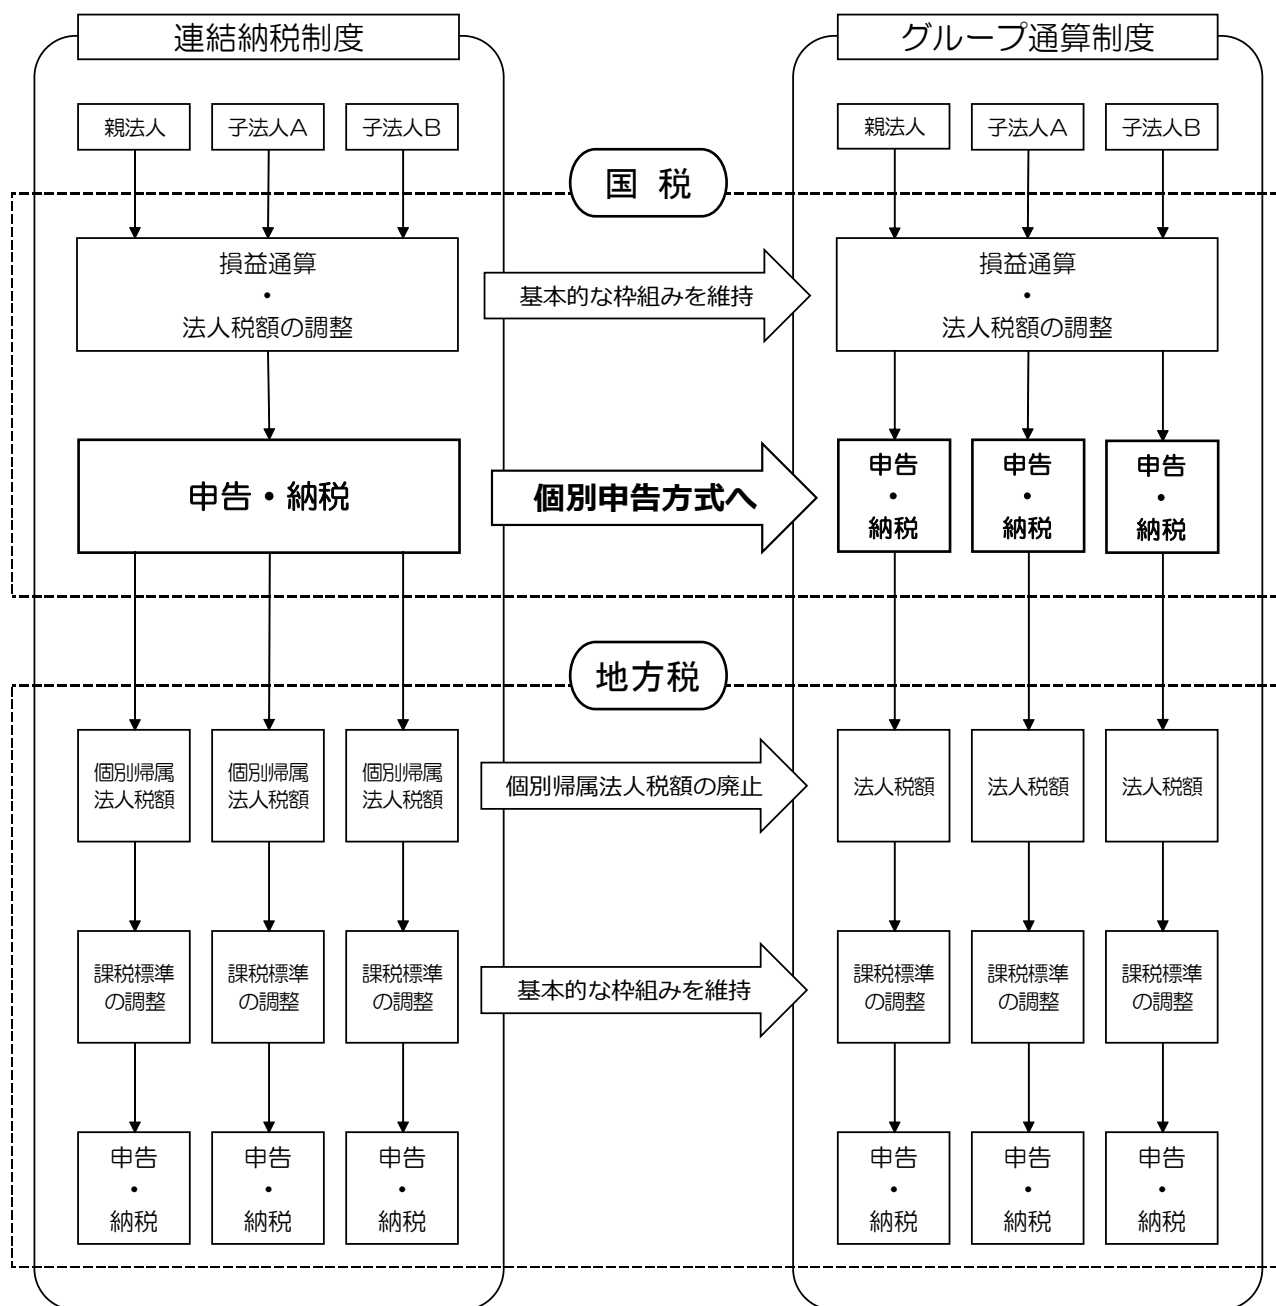 連結納税制度
グループ通算制度
親法人
子法人A
子法人B
親法人
子法人A
子法人B
国 税
損益通算
・
法人税額の調整
基本的な枠組みを維持
損益通算
・
法人税額の調整
申告・納税
個別申告方式へ
申告
・
納税
申告
・
納税
申告
・
納税
地方税
個別帰属
法人税額
個別帰属
法人税額
個別帰属
法人税額
個別帰属法人税額の廃止
法人税額
法人税額
法人税額
課税標準
の調整
課税標準
の調整
課税標準
の調整
基本的な枠組みを維持
課税標準
の調整
課税標準
の調整
課税標準
の調整
申告
・
納税
申告
・
納税
申告
・
納税
申告
・
納税
申告
・
納税
申告
・
納税